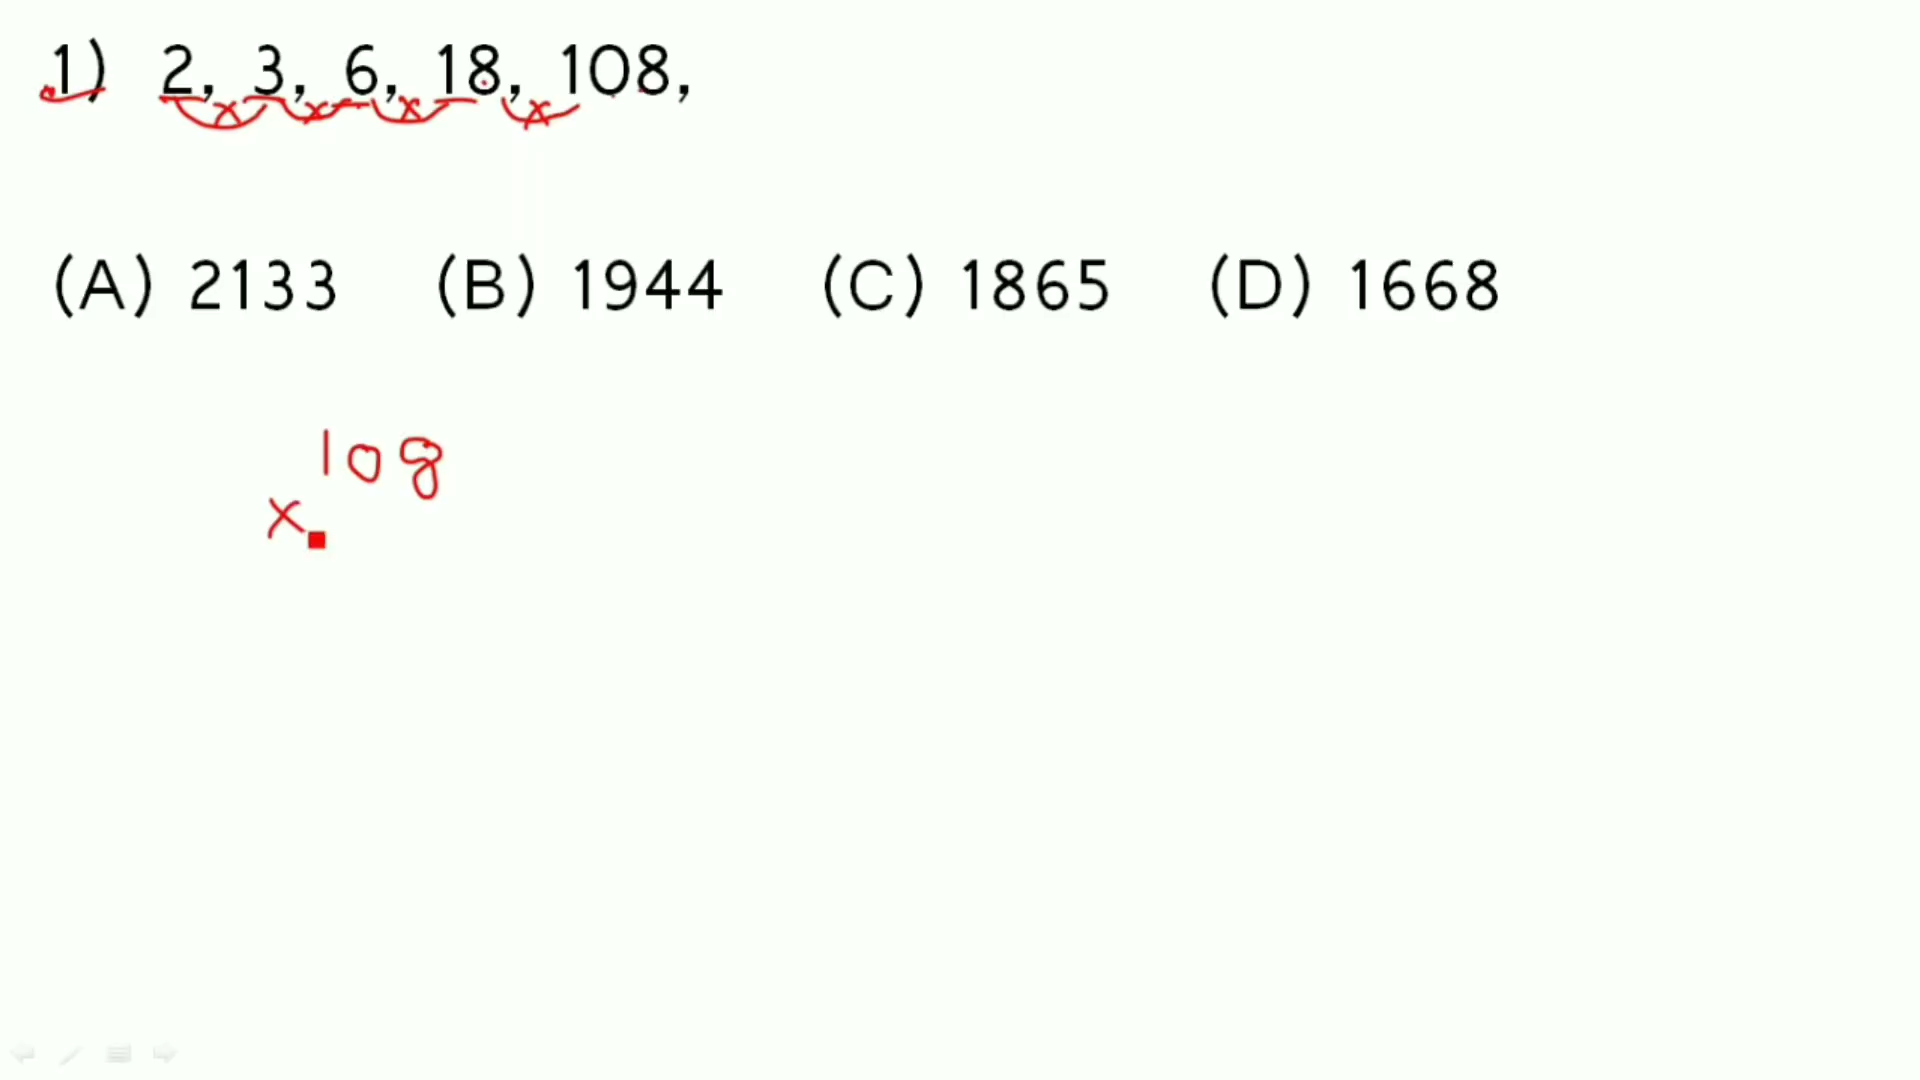 1) 2, 3, 6, 18, 108,
x x x x
(A) 2133 (B) 1944 (C) 1865 (D) 1668
108
x